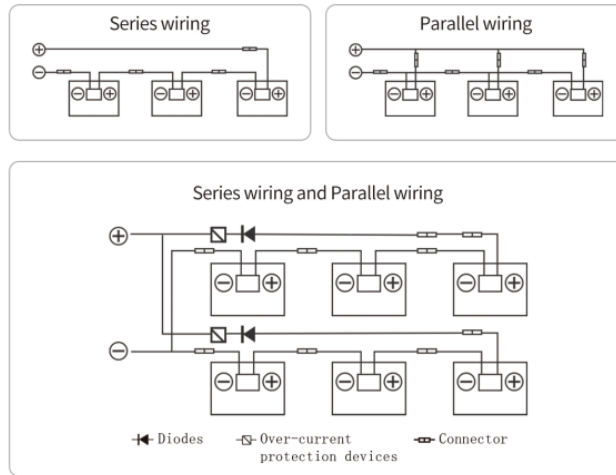 Series wiring
Parallel wiring
Series wiring and Parallel wiring
Diodes
Over-current
protection devices
Connector